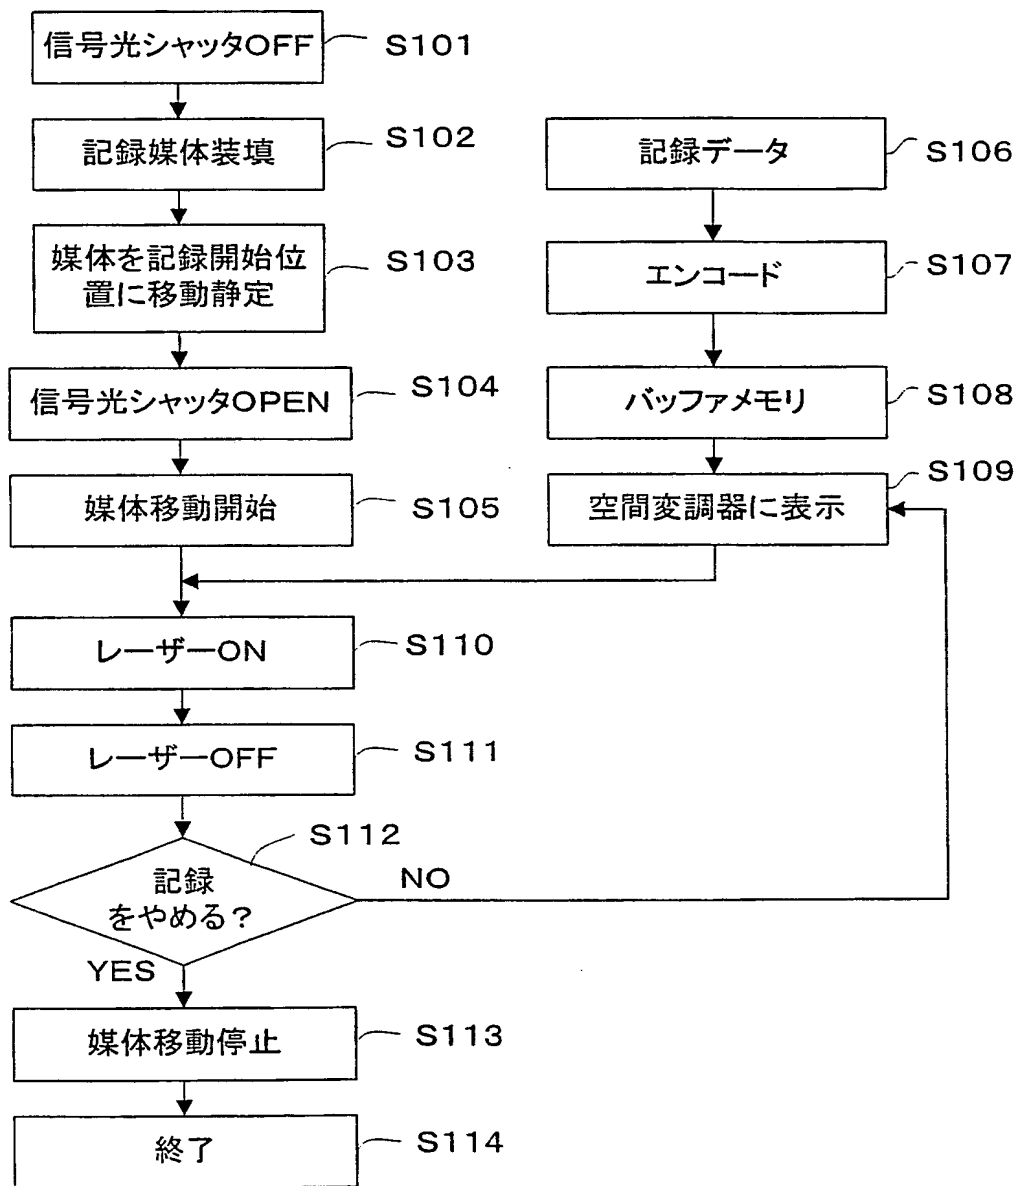 信号光シャッタOFF
S101
記録媒体装填
S102
媒体を記録開始位
置に移動静定
S103
信号光シャッタOPEN
S104
媒体移動開始
S105
記録データ
S106
エンコード
S107
バッファメモリ
S108
空間変調器に表示
S109
レーザーON
S110
レーザーOFF
S111
記録
をやめる？
S112
NO
YES
媒体移動停止
S113
終了
S114